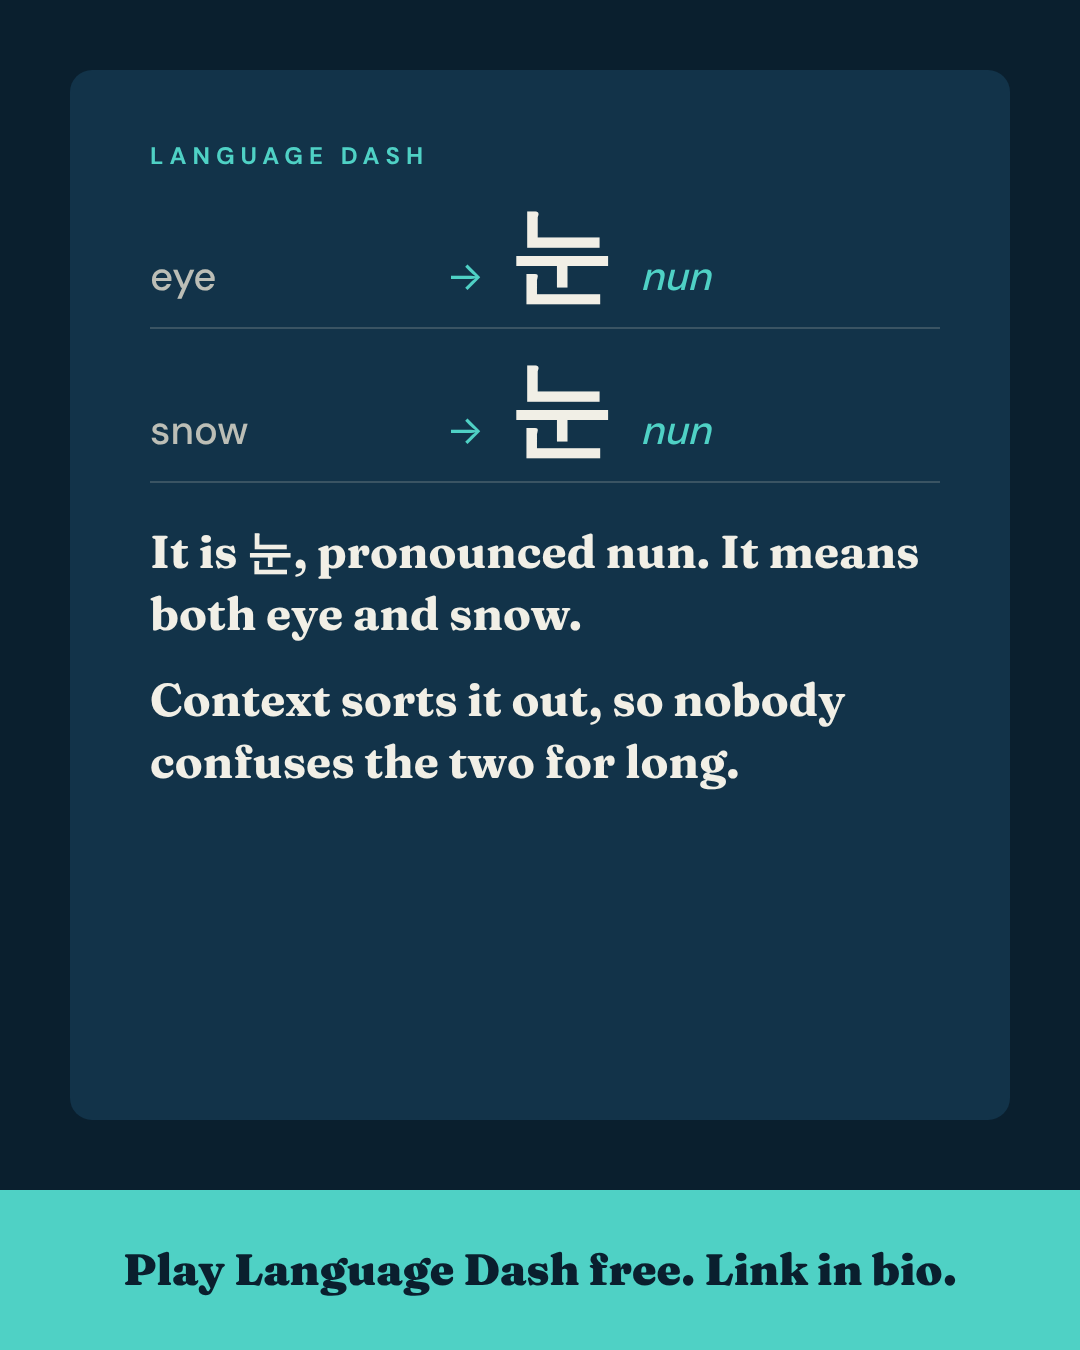 LANGUAGE DASH
eye → 눈 nun
snow → 눈 nun
It is 눈, pronounced nun. It means
both eye and snow.
Context sorts it out, so nobody
confuses the two for long.
Play Language Dash free. Link in bio.